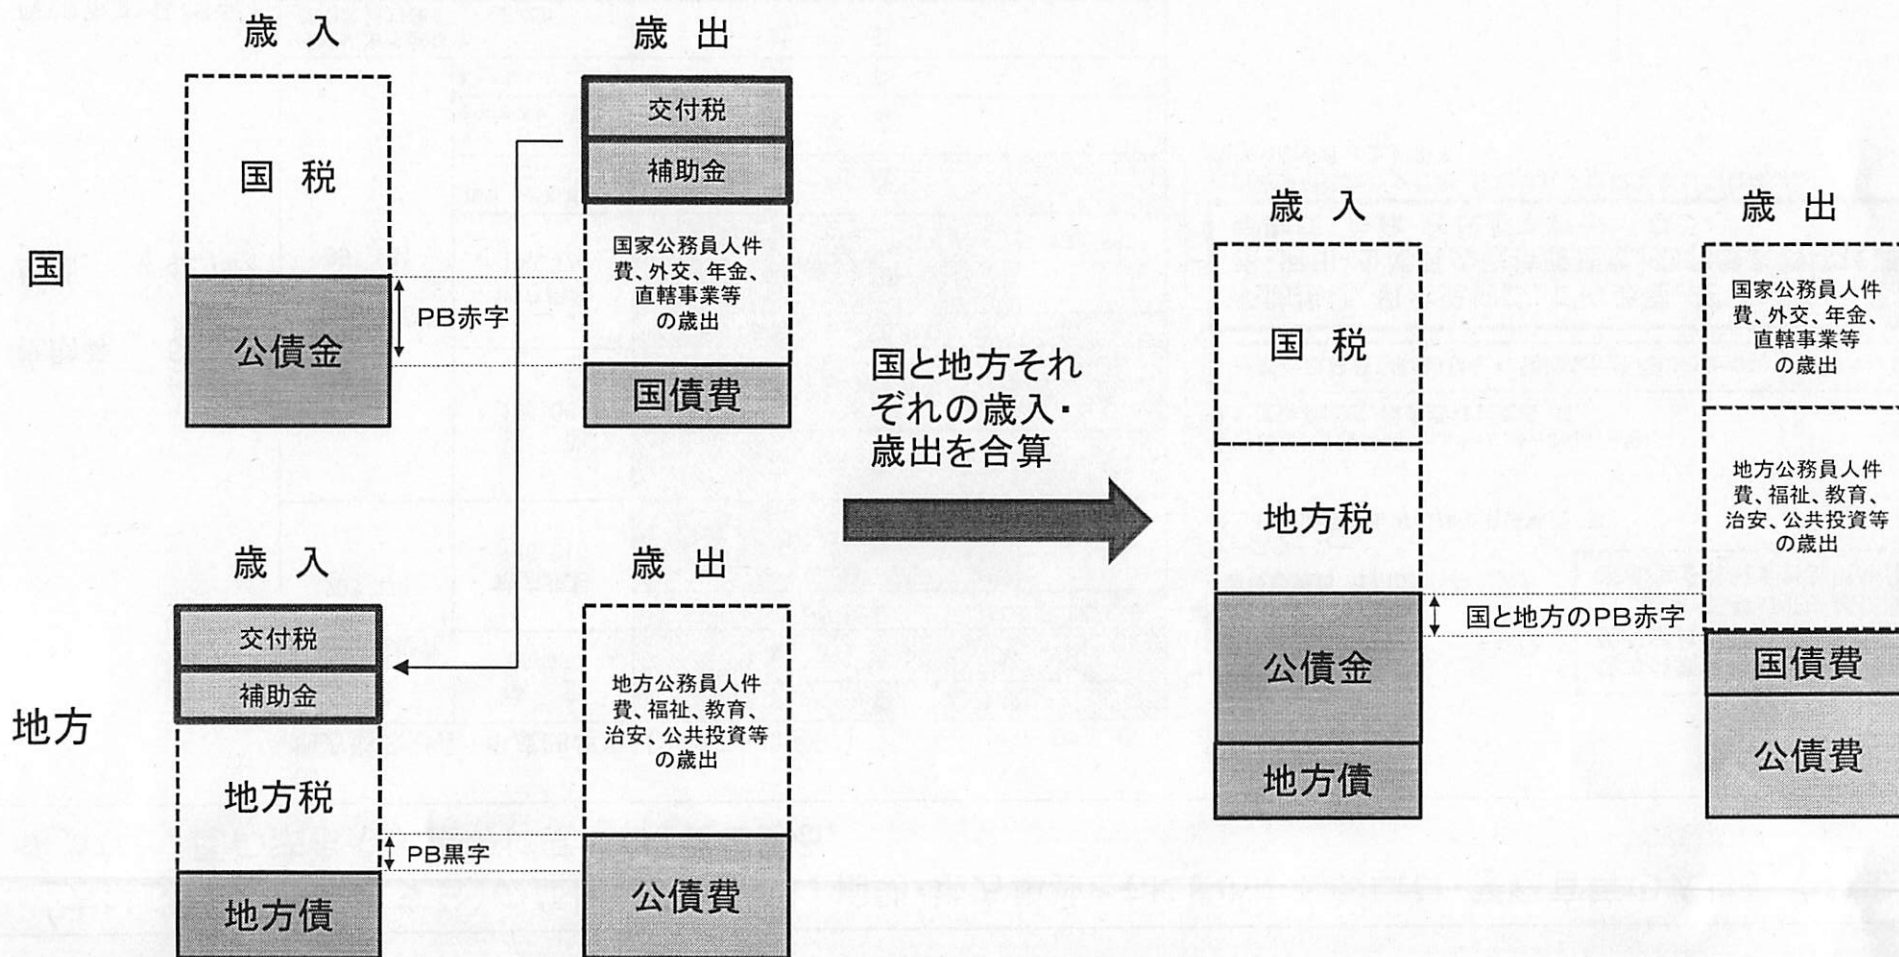 歳 入
歳 出
国
国 税
公債金
PB赤字
交付税
補助金
国家公務員人件
費、外交、年金、
直轄事業等
の歳出
国債費
地方
歳 入
歳 出
交付税
補助金
地方税
地方債
PB黒字
地方公務員人件
費、福祉、教育、
治安、公共投資等
の歳出
公債費
国と地方それ
ぞれの歳入・
歳出を合算
歳 入
歳 出
国 税
地方税
公債金
地方債
国と地方のPB赤字
国家公務員人件
費、外交、年金、
直轄事業等
の歳出
地方公務員人件
費、福祉、教育、
治安、公共投資等
の歳出
国債費
公債費